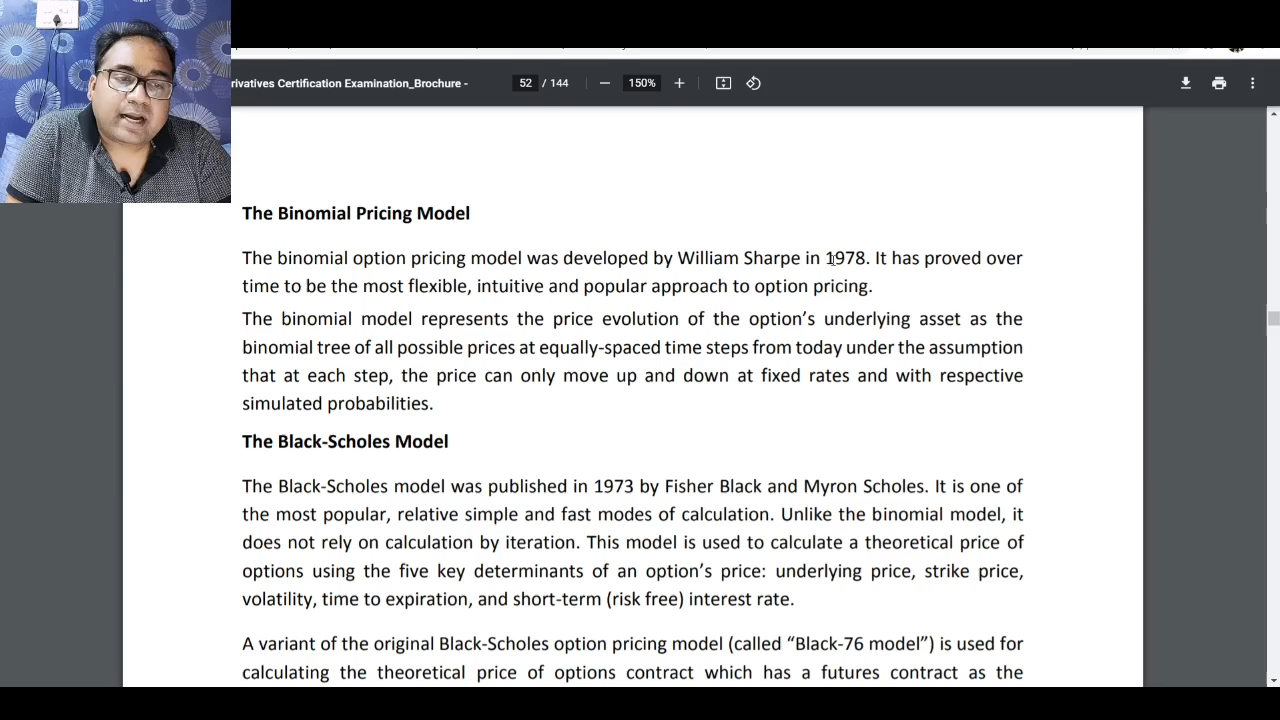 rivatives Certification Examination_Brochure -
52 / 144
150%
The Binomial Pricing Model
The binomial option pricing model was developed by William Sharpe in 1978. It has proved over
time to be the most flexible, intuitive and popular approach to option pricing.
The binomial model represents the price evolution of the option’s underlying asset as the
binomial tree of all possible prices at equally-spaced time steps from today under the assumption
that at each step, the price can only move up and down at fixed rates and with respective
simulated probabilities.
The Black-Scholes Model
The Black-Scholes model was published in 1973 by Fisher Black and Myron Scholes. It is one of
the most popular, relative simple and fast modes of calculation. Unlike the binomial model, it
does not rely on calculation by iteration. This model is used to calculate a theoretical price of
options using the five key determinants of an option’s price: underlying price, strike price,
volatility, time to expiration, and short-term (risk free) interest rate.
A variant of the original Black-Scholes option pricing model (called “Black-76 model”) is used for
calculating the theoretical price of options contract which has a futures contract as the